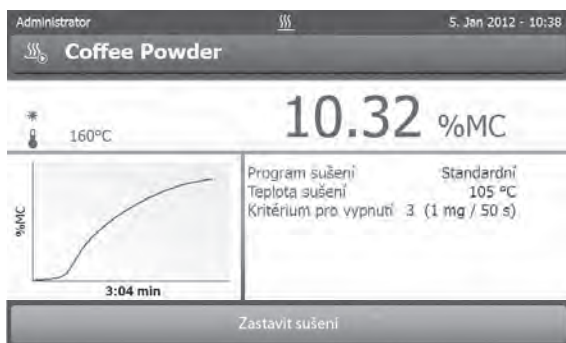 Administrator 5. Jan 2012 - 10:38
Coffee Powder
160°C
10.32 %MC
Program sušení Standardní
Teplota sušení 105 °C
Kritérium pro vypnutí 3 (1 mg / 50 s)
%MC
3:04 min
Zastavit sušení